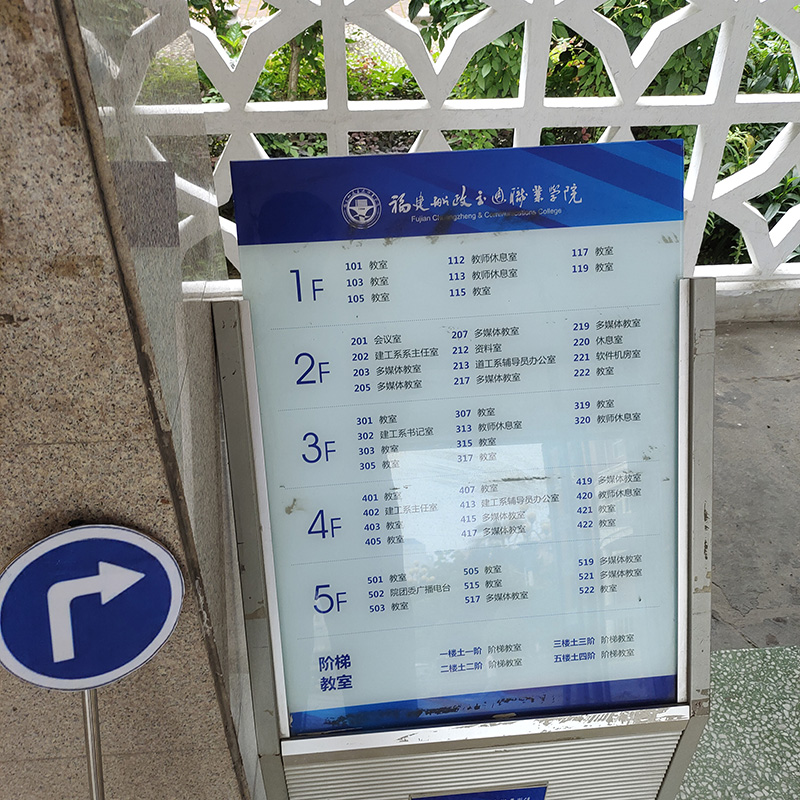 福建船政交通職業学院
Fujian Chuanzheng & Communications College
1F
101 教室
103 教室
105 教室
112 教师休息室
113 教师休息室
115 教室
117 教室
119 教室
2F
201 会议室
202 建工系系主任室
203 多媒体教室
205 多媒体教室
207 多媒体教室
212 资料室
213 道工系辅导员办公室
217 多媒体教室
219 多媒体教室
220 休息室
221 软件机房室
222 教室
3F
301 教室
302 建工系书记室
303 教室
305 教室
307 教室
313 教师休息室
315 教室
317 教室
319 教室
320 教师休息室
4F
401 教室
402 建工系主任室
403 教室
405 教室
407 教室
413 建工系辅导员办公室
415 多媒体教室
417 多媒体教室
419 多媒体教室
420 教师休息室
421 教室
422 教室
5F
501 教室
502 院团委广播电台
503 教室
505 教室
515 教室
517 多媒体教室
519 多媒体教室
521 多媒体教室
522 教室
阶梯
教室
一楼土一阶 阶梯教室
二楼土二阶 阶梯教室
三楼土三阶 阶梯教室
五楼土四阶 阶梯教室